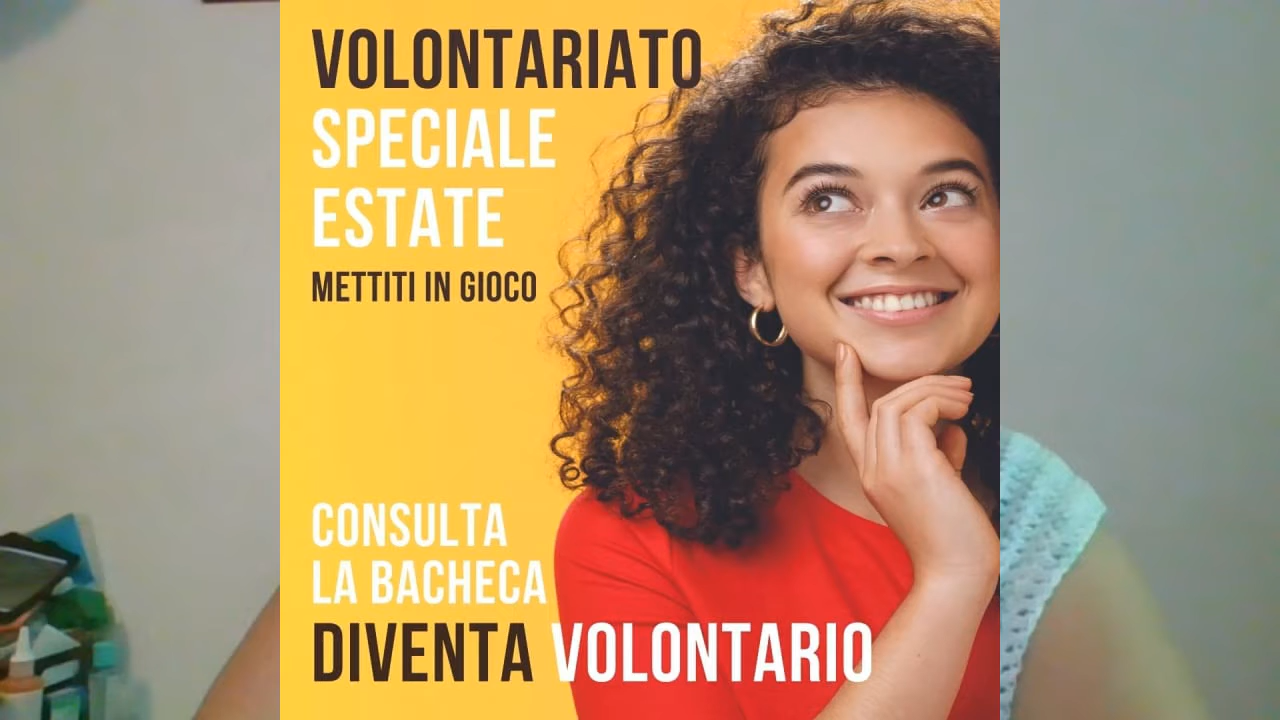 VOLONTARIATO
SPECIALE
ESTATE
METTITI IN GIOCO
CONSULTA
LA BACHECA
DIVENTA VOLONTARIO